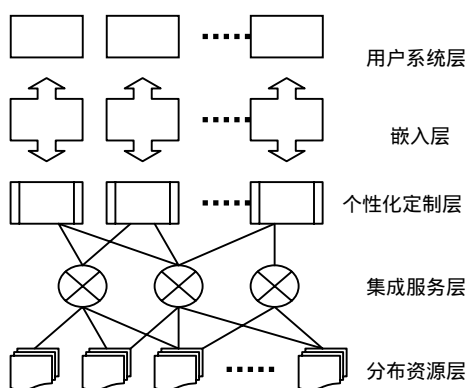 用户系统层
嵌入层
个性化定制层
集成服务层
分布资源层